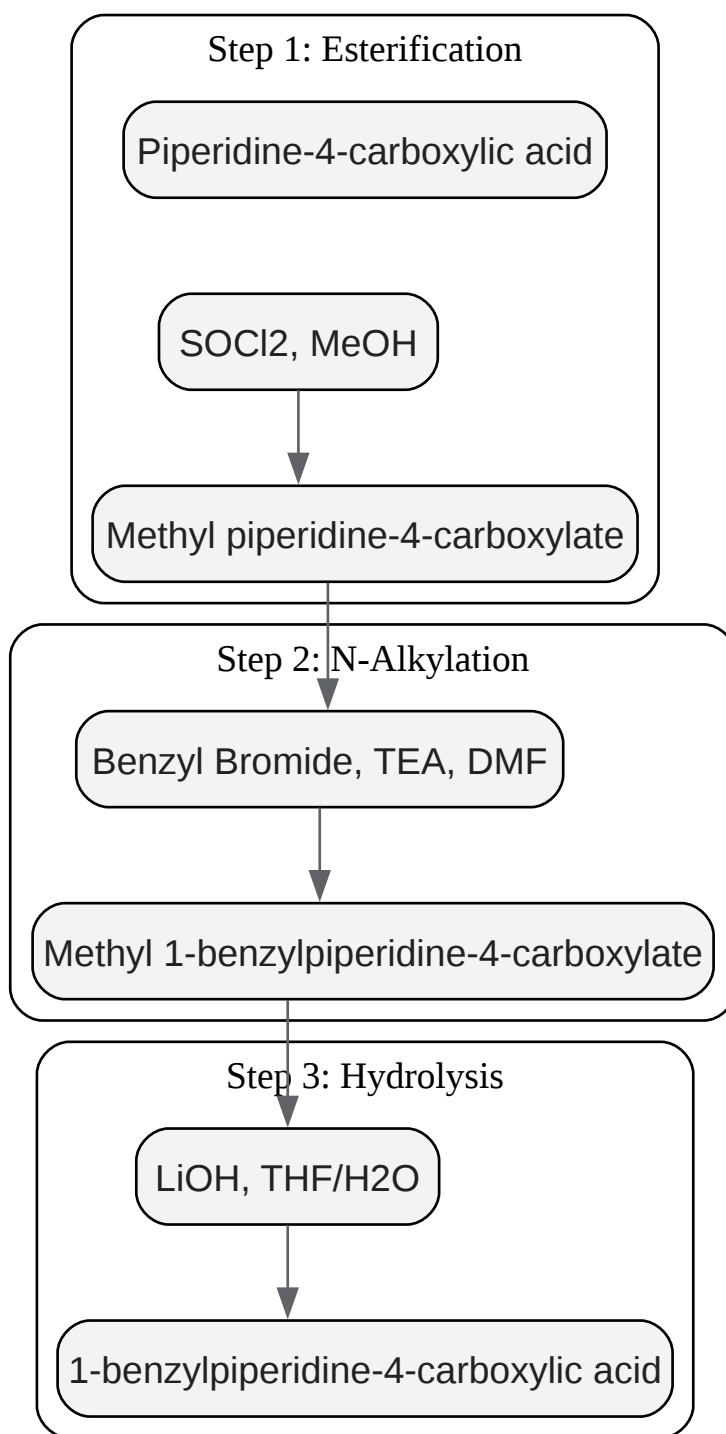 Step 1: Esterification
Piperidine-4-carboxylic acid
SOCl2, MeOH
Methyl piperidine-4-carboxylate
Step 2: N-Alkylation
Benzyl Bromide, TEA, DMF
Methyl 1-benzylpiperidine-4-carboxylate
Step 3: Hydrolysis
LiOH, THF/H2O
1-benzylpiperidine-4-carboxylic acid